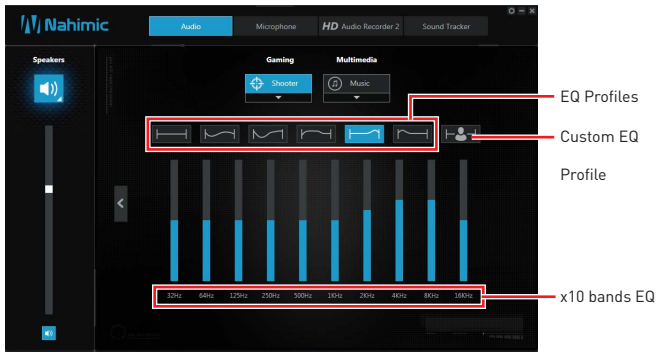 Nahimic
Audio
Microphone
HD Audio Recorder 2
Sound Tracker
Speakers
Gaming
Multimedia
Shooter
Music
EQ Profiles
Custom EQ
Profile
32Hz 64Hz 125Hz 250Hz 500Hz 1KHz 2KHz 4KHz 8KHz 16KHz
x10 bands EQ